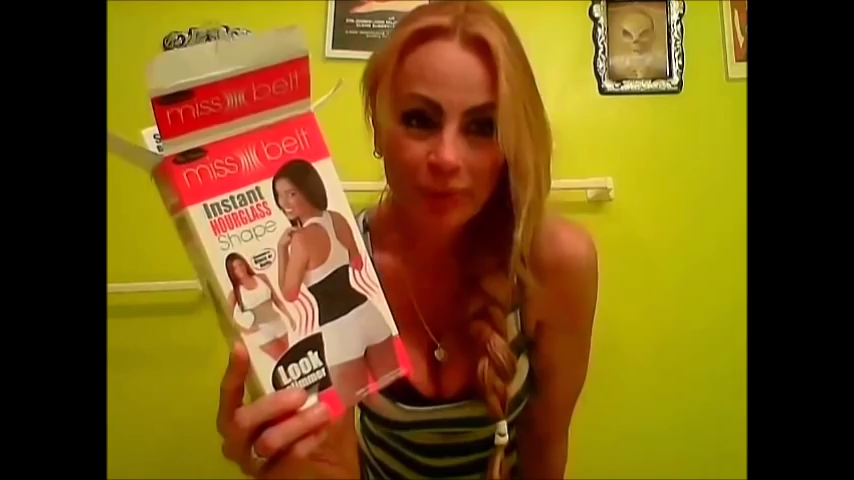 miss belt
miss belt
Instant
HOURGLASS
Shape
Look
slimmer